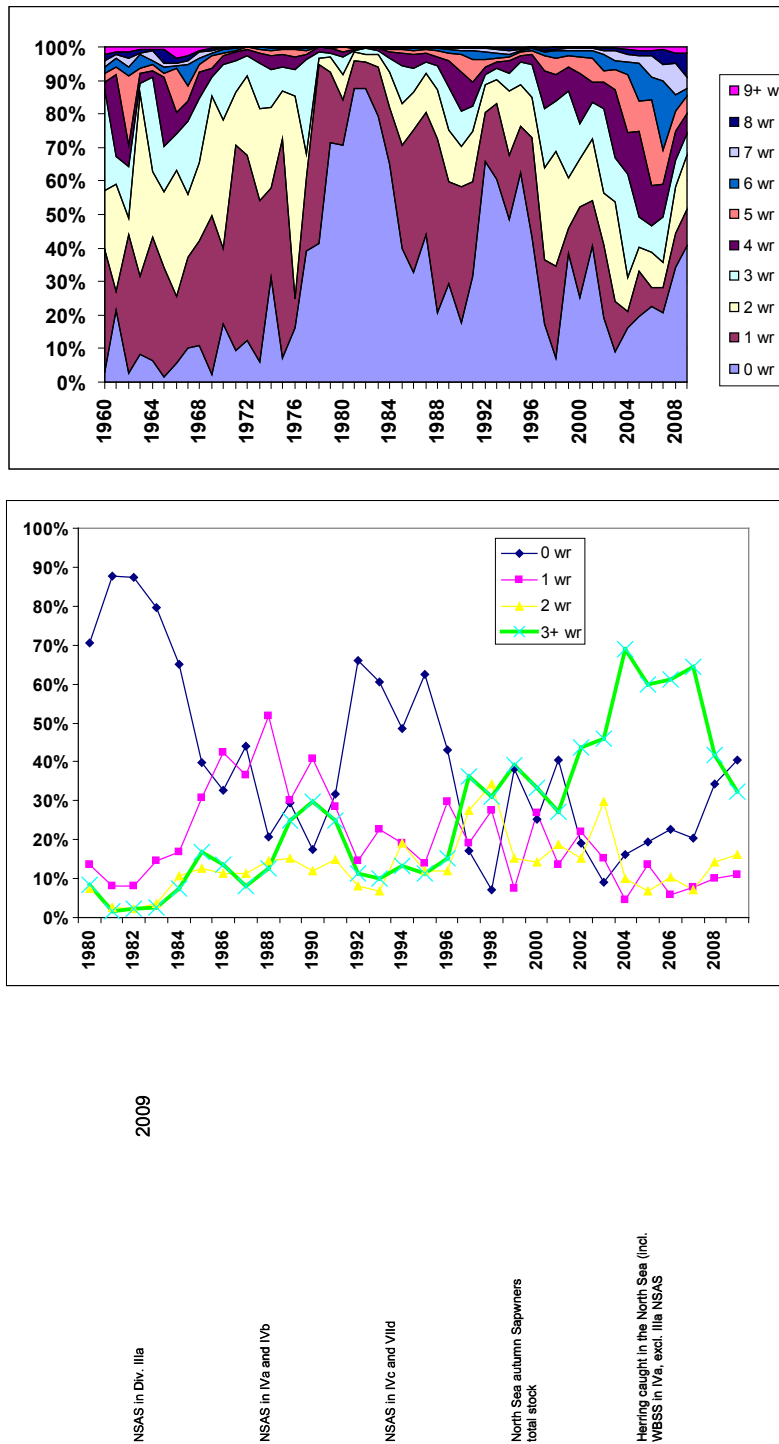 100%
90%
80%
70%
60%
50%
40%
30%
20%
10%
0%
1960
1964
1968
1972
1976
1980
1984
1988
1992
1996
2000
2004
2008
9+ w
8 wr
7 wr
6 wr
5 wr
4 wr
3 wr
2 wr
1 wr
0 wr
100%
90%
80%
70%
60%
50%
40%
30%
20%
10%
0%
1980
1982
1984
1986
1988
1990
1992
1994
1996
1998
2000
2002
2004
2006
2008
0 wr
1 wr
2 wr
3+ wr
2009
NSAS in Div. IIIa
NSAS in IVa and IVb
NSAS in IVc and VIId
North Sea autumn Sapwners
total stock
Herring caught in the North Sea (incl.
WBSS in IVa, excl. IIIa NSAS